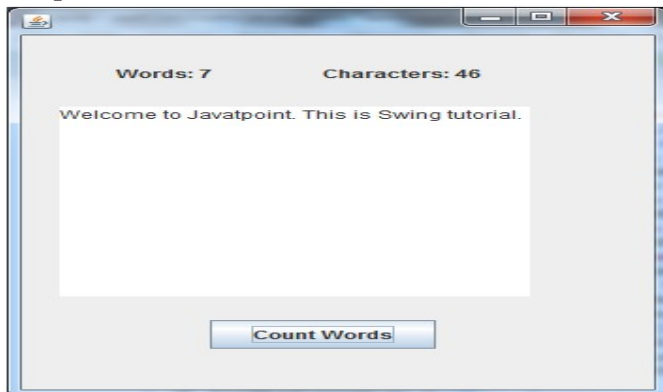 Words: 7 Characters: 46
Welcome to Javatpoint. This is Swing tutorial.
Count Words